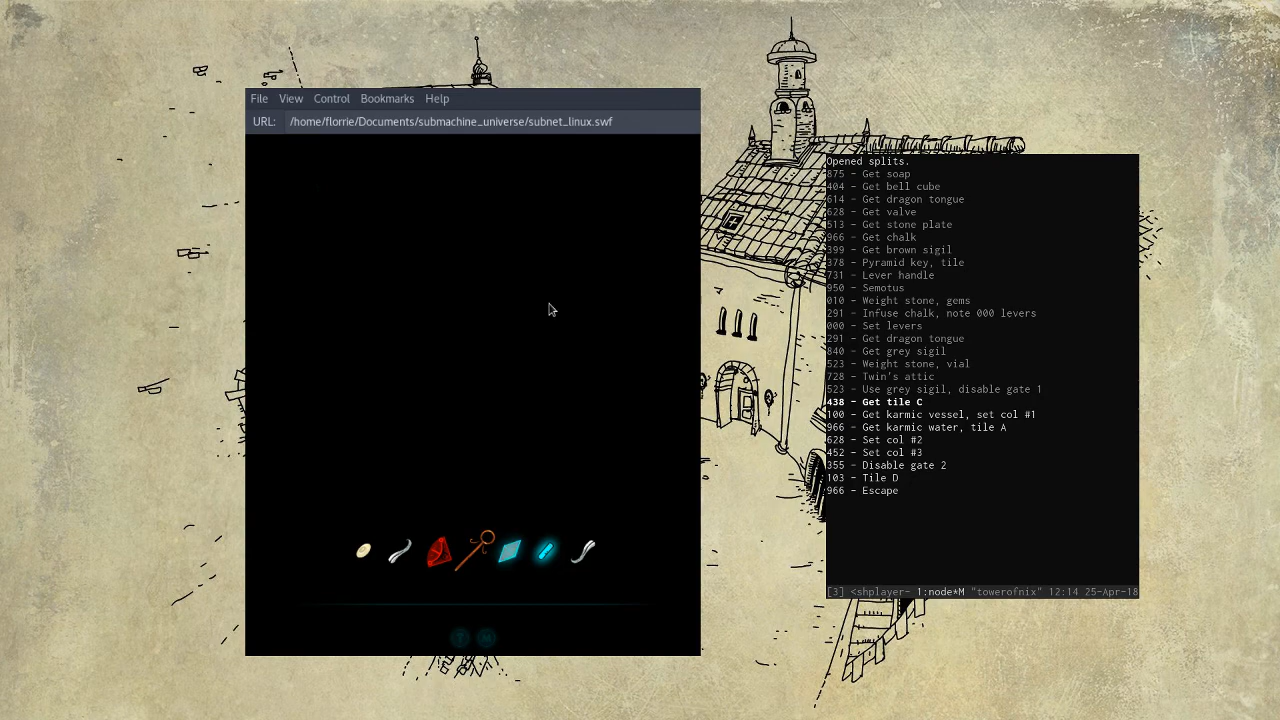 File View Control Bookmarks Help
URL: /home/florrie/Documents/submachine_universe/subnet_linux.swf
Opened splits.
875 - Get soap
404 - Get bell cube
614 - Get dragon tongue
628 - Get valve
513 - Get stone plate
966 - Get chalk
399 - Get brown sigil
378 - Pyramid key, tile
731 - Lever handle
950 - Semotus
010 - Weight stone, gems
291 - Infuse chalk, note 000 levers
000 - Set levers
291 - Get dragon tongue
840 - Get grey sigil
523 - Weight stone, vial
728 - Twin's attic
523 - Use grey sigil, disable gate 1
438 - Get tile C
100 - Get karmic vessel, set col #1
966 - Get karmic water, tile A
628 - Set col #2
452 - Set col #3
355 - Disable gate 2
103 - Tile D
966 - Escape
[3] <shplayer- 1:node*M "towerofnix" 12:14 25-Apr-18